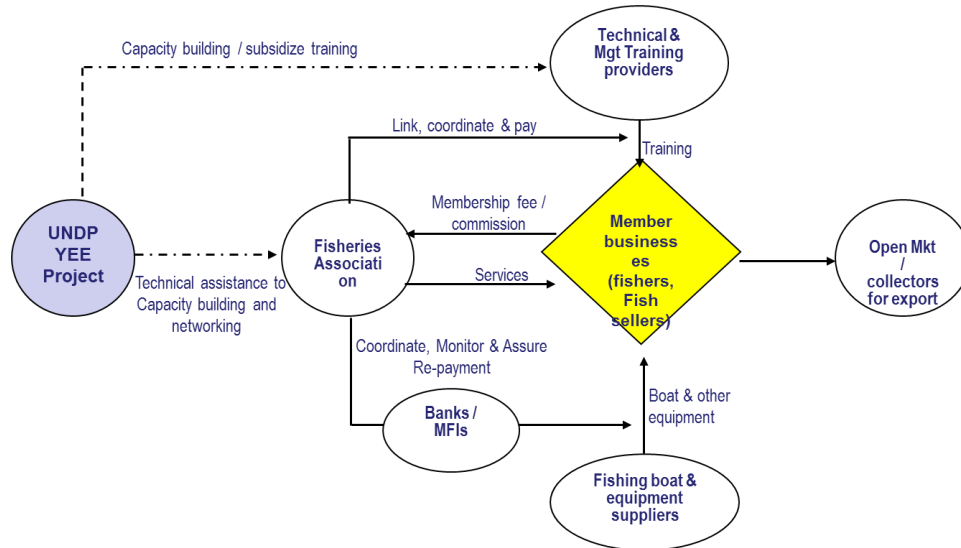 Technical &
Mgt Training
providers
Capacity building / subsidize training
Link, coordinate & pay
Training
Membership fee /
commission
UNDP
YEE
Project
Fisheries
Associati
on
Member
business
es
(fishers,
Fish
sellers)
Open Mkt
/
collectors
for export
Technical assistance to
Capacity building and
networking
Services
Coordinate, Monitor & Assure
Re-payment
Banks /
MFIs
Boat & other
equipment
Fishing boat &
equipment
suppliers